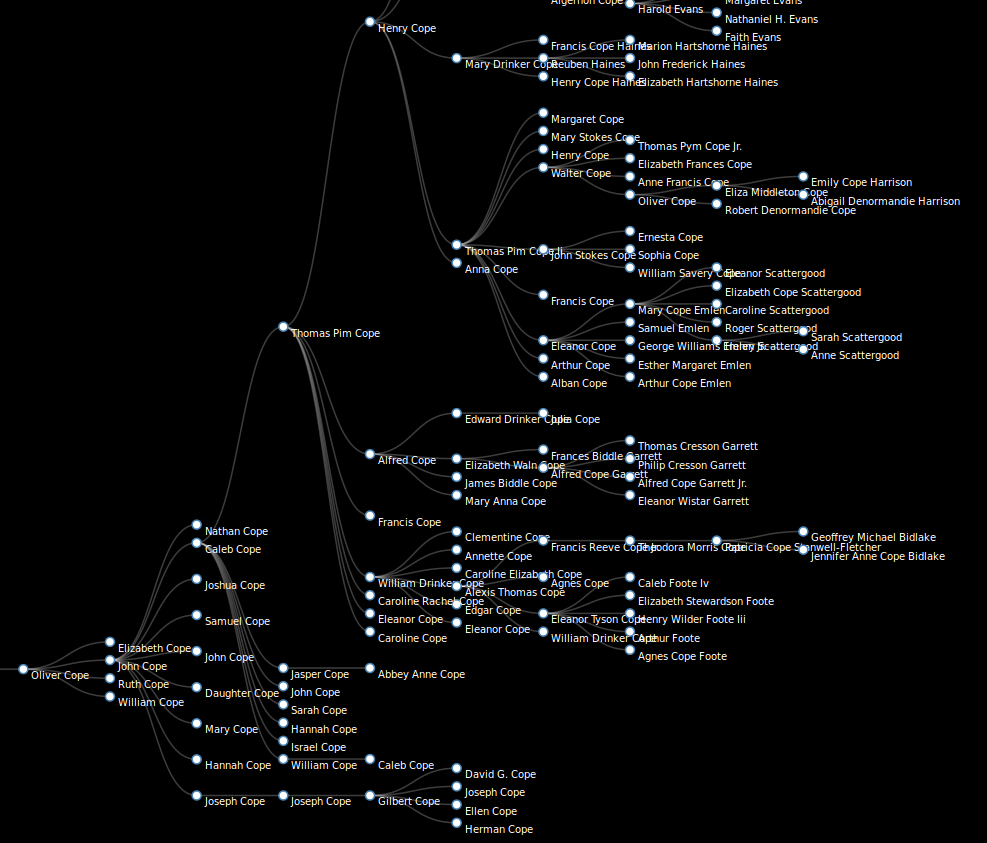 Algernon Cope
Margaret Evans
Harold Evans
Nathaniel H. Evans
Henry Cope
Faith Evans
Francis Cope Haines
Marion Hartshorne Haines
Mary Drinker Cope
Reuben Haines
John Frederick Haines
Henry Cope Haines
Elizabeth Hartshorne Haines
Margaret Cope
Mary Stokes Cope
Thomas Pym Cope Jr.
Henry Cope
Elizabeth Frances Cope
Walter Cope
Anne Francis Cope
Emily Cope Harrison
Eliza Middleton Cope
Oliver Cope
Abigail Denormandie Harrison
Robert Denormandie Cope
Ernesta Cope
Thomas Pim Cope Ii
John Stokes Cope
Sophia Cope
Anna Cope
William Savery Cope
Eleanor Scattergood
Elizabeth Cope Scattergood
Francis Cope
Mary Cope Emlen
Caroline Scattergood
Samuel Emlen
Roger Scattergood
Thomas Pim Cope
Sarah Scattergood
Eleanor Cope
George Williams Emlen Jr.
Henry Scattergood
Anne Scattergood
Arthur Cope
Esther Margaret Emlen
Alban Cope
Arthur Cope Emlen
Edward Drinker Cope
Julia Cope
Thomas Cresson Garrett
Alfred Cope
Frances Biddle Garrett
Elizabeth Waln Cope
Philip Cresson Garrett
Alfred Cope Garrett
James Biddle Cope
Alfred Cope Garrett Jr.
Mary Anna Cope
Eleanor Wistar Garrett
Francis Cope
Nathan Cope
Clementine Cope
Geoffrey Michael Bidlake
Caleb Cope
Annette Cope
Francis Reeve Cope Jr.
Theodora Morris Cope
Patricia Cope Stanwell-Fletcher
Jennifer Anne Cope Bidlake
Caroline Elizabeth Cope
Joshua Cope
William Drinker Cope
Agnes Cope
Caleb Foote Iv
Alexis Thomas Cope
Caroline Rachel Cope
Elizabeth Stewardson Foote
Edgar Cope
Samuel Cope
Eleanor Cope
Eleanor Tyson Cope
Henry Wilder Foote Iii
Eleanor Cope
Caroline Cope
William Drinker Cope
Arthur Foote
Elizabeth Cope
John Cope
Agnes Cope Foote
John Cope
Oliver Cope
Jasper Cope
Abbey Anne Cope
Ruth Cope
Daughter Cope
John Cope
William Cope
Sarah Cope
Mary Cope
Hannah Cope
Israel Cope
Hannah Cope
William Cope
Caleb Cope
David G. Cope
Joseph Cope
Joseph Cope
Joseph Cope
Gilbert Cope
Ellen Cope
Herman Cope